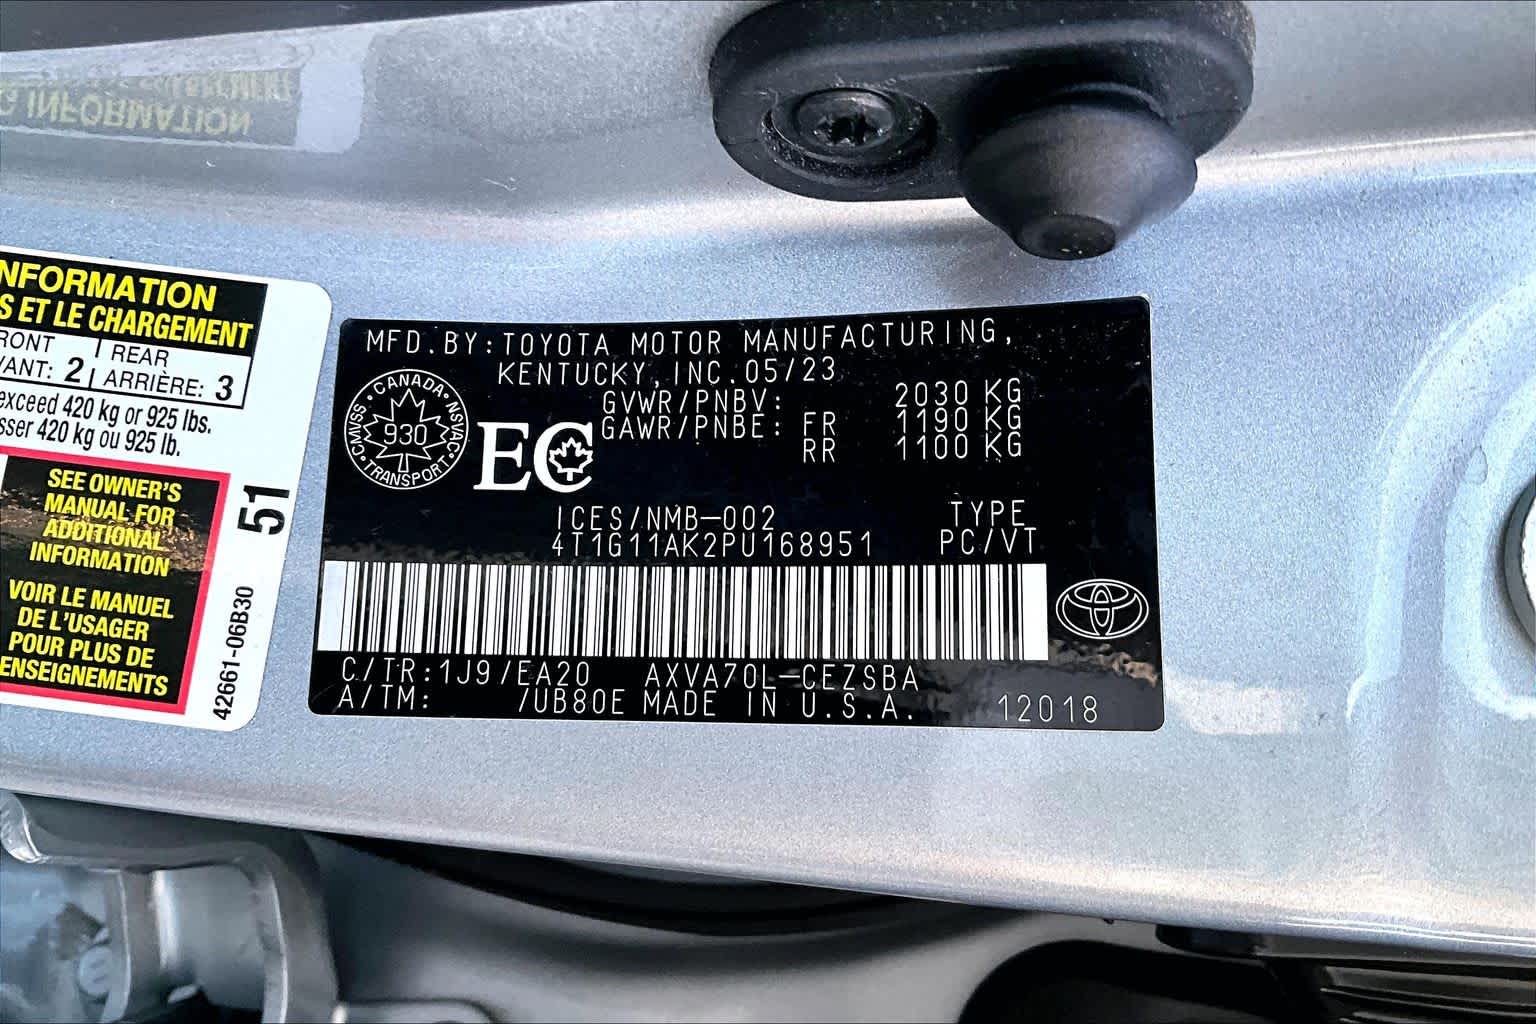 G INFORMATION
NFORMATION
S ET LE CHARGEMENT
RONT
VANT: 2
REAR
ARRIÈRE: 3
exceed 420 kg or 925 lbs.
sser 420 kg ou 925 lb.
SEE OWNER'S
MANUAL FOR
ADDITIONAL
INFORMATION
VOIR LE MANUEL
DE L'USAGER
POUR PLUS DE
ENSEIGNEMENTS
51
42661-06B30
MFD.BY:TOYOTA MOTOR MANUFACTURING,
KENTUCKY,INC.05/23
GVWR/PNBV: 2030 KG
GAWR/PNBE: FR 1190 KG
RR 1100 KG
CANADA
CMVSS 930 NSVAC
TRANSPORT
EC
ICES/NMB-002 TYPE
4T1G11AK2PU168951 PC/VT
C/TR:1J9/EA20 AXVA70L-CEZSBA
A/TM: /UB80E MADE IN U.S.A. 12018